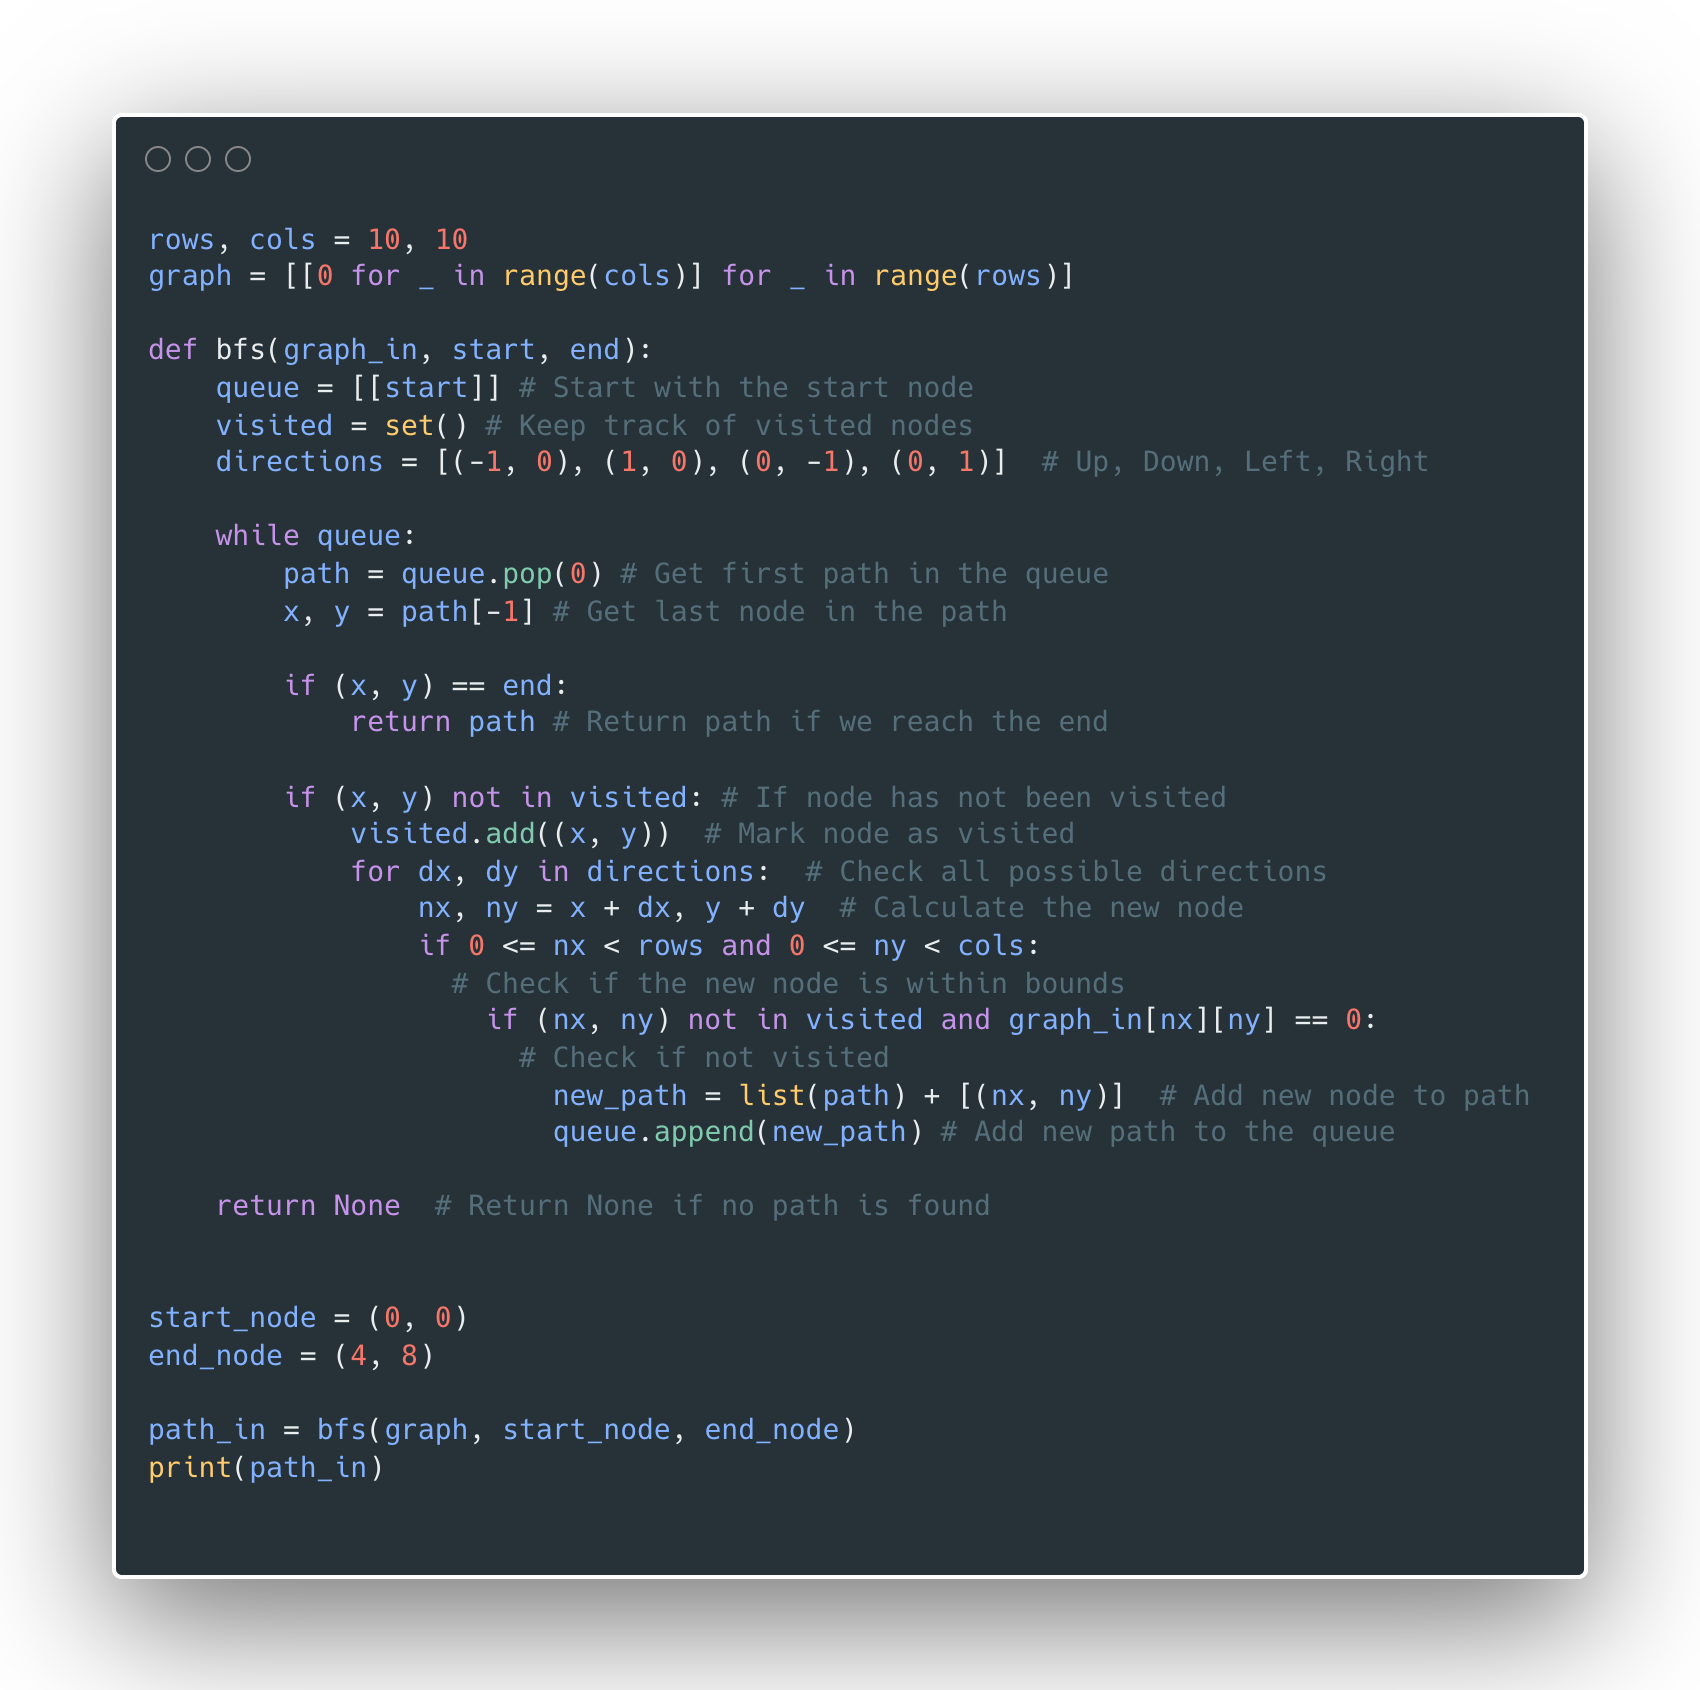 rows, cols = 10, 10
graph = [[0 for _ in range(cols)] for _ in range(rows)]

def bfs(graph_in, start, end):
    queue = [[start]] # Start with the start node
    visited = set() # Keep track of visited nodes
    directions = [(-1, 0), (1, 0), (0, -1), (0, 1)]  # Up, Down, Left, Right

    while queue:
        path = queue.pop(0) # Get first path in the queue
        x, y = path[-1] # Get last node in the path

        if (x, y) == end:
            return path # Return path if we reach the end

        if (x, y) not in visited: # If node has not been visited
            visited.add((x, y))  # Mark node as visited
            for dx, dy in directions:  # Check all possible directions
                nx, ny = x + dx, y + dy  # Calculate the new node
                if 0 <= nx < rows and 0 <= ny < cols:
                  # Check if the new node is within bounds
                    if (nx, ny) not in visited and graph_in[nx][ny] == 0:
                      # Check if not visited
                        new_path = list(path) + [(nx, ny)]  # Add new node to path
                        queue.append(new_path) # Add new path to the queue

    return None  # Return None if no path is found


start_node = (0, 0)
end_node = (4, 8)

path_in = bfs(graph, start_node, end_node)
print(path_in)